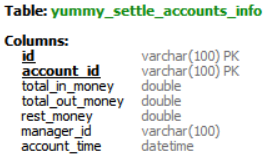 Table: yummy_settle_accounts_info
Columns:
id varchar(100) PK
account_id varchar(100) PK
total_in_money double
total_out_money double
rest_money double
manager_id varchar(100)
account_time datetime